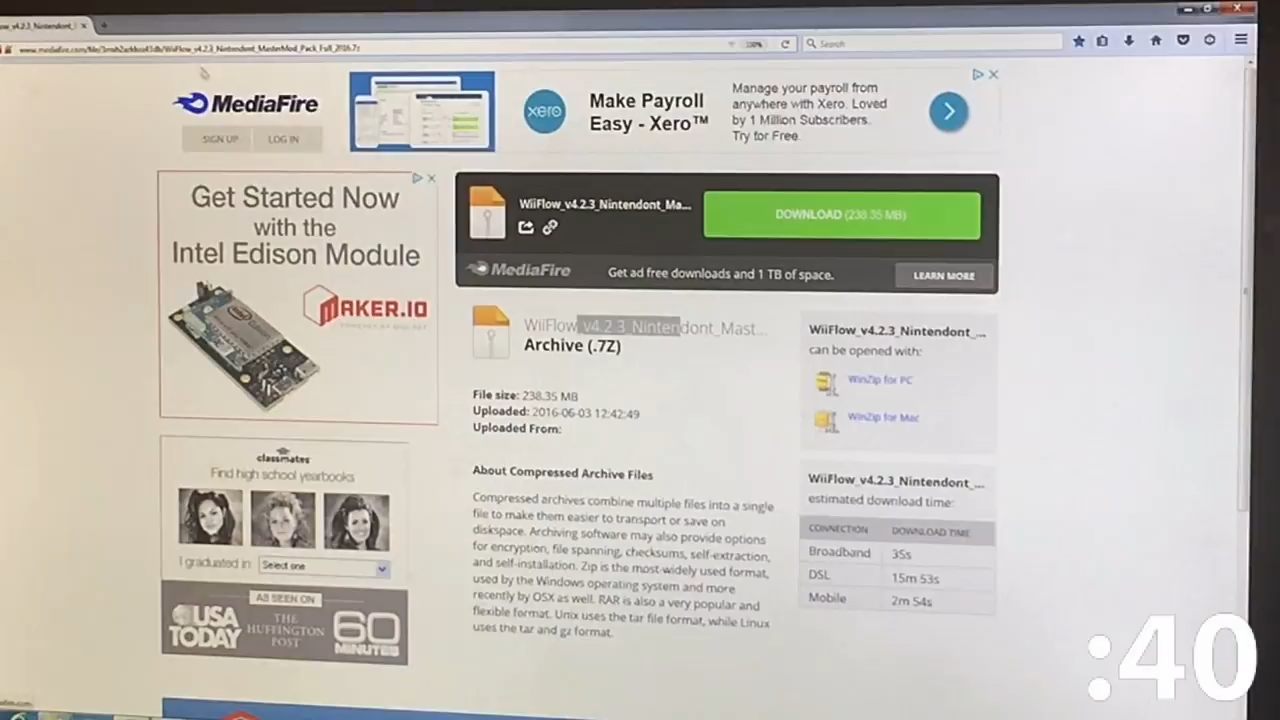 ow_v4.2.3_Nintendont_
100%
Search
MediaFire
SIGN UP
LOG IN
xero
Make Payroll
Easy - Xero™
Manage your payroll from
anywhere with Xero. Loved
by 1 Million Subscribers.
Try for Free.
Get Started Now
with the
Intel Edison Module
MAKER.IO
WiiFlow_v4.2.3_Nintendont_Ma...
DOWNLOAD (238.35 MB)
MediaFire
Get ad free downloads and 1 TB of space.
LEARN MORE
WiiFlow_v4.2.3_Nintendont_Mast...
Archive (.7Z)
File size: 238.35 MB
Uploaded: 2016-06-03 12:42:49
Uploaded From:
About Compressed Archive Files
Compressed archives combine multiple files into a single
file to make them easier to transport or save on
diskspace. Archiving software may also provide options
for encryption, file spanning, checksums, self-extraction,
and self-installation. Zip is the most-widely used format,
used by the Windows operating system and more
recently by OSX as well. RAR is also a very popular and
flexible format. Unix uses the tar file format, while Linux
uses the tar and gz format.
WiiFlow_v4.2.3_Nintendont_...
can be opened with:
WinZip for PC
WinZip for Mac
WiiFlow_v4.2.3_Nintendont_...
estimated download time:
CONNECTION DOWNLOAD TIME
Broadband 35s
DSL 15m 53s
Mobile 2m 54s
classmates
Find high school yearbooks
I graduated in Select one
AS SEEN ON
USA
TODAY
THE
HUFFINGTON
POST
60
MINUTES
:40